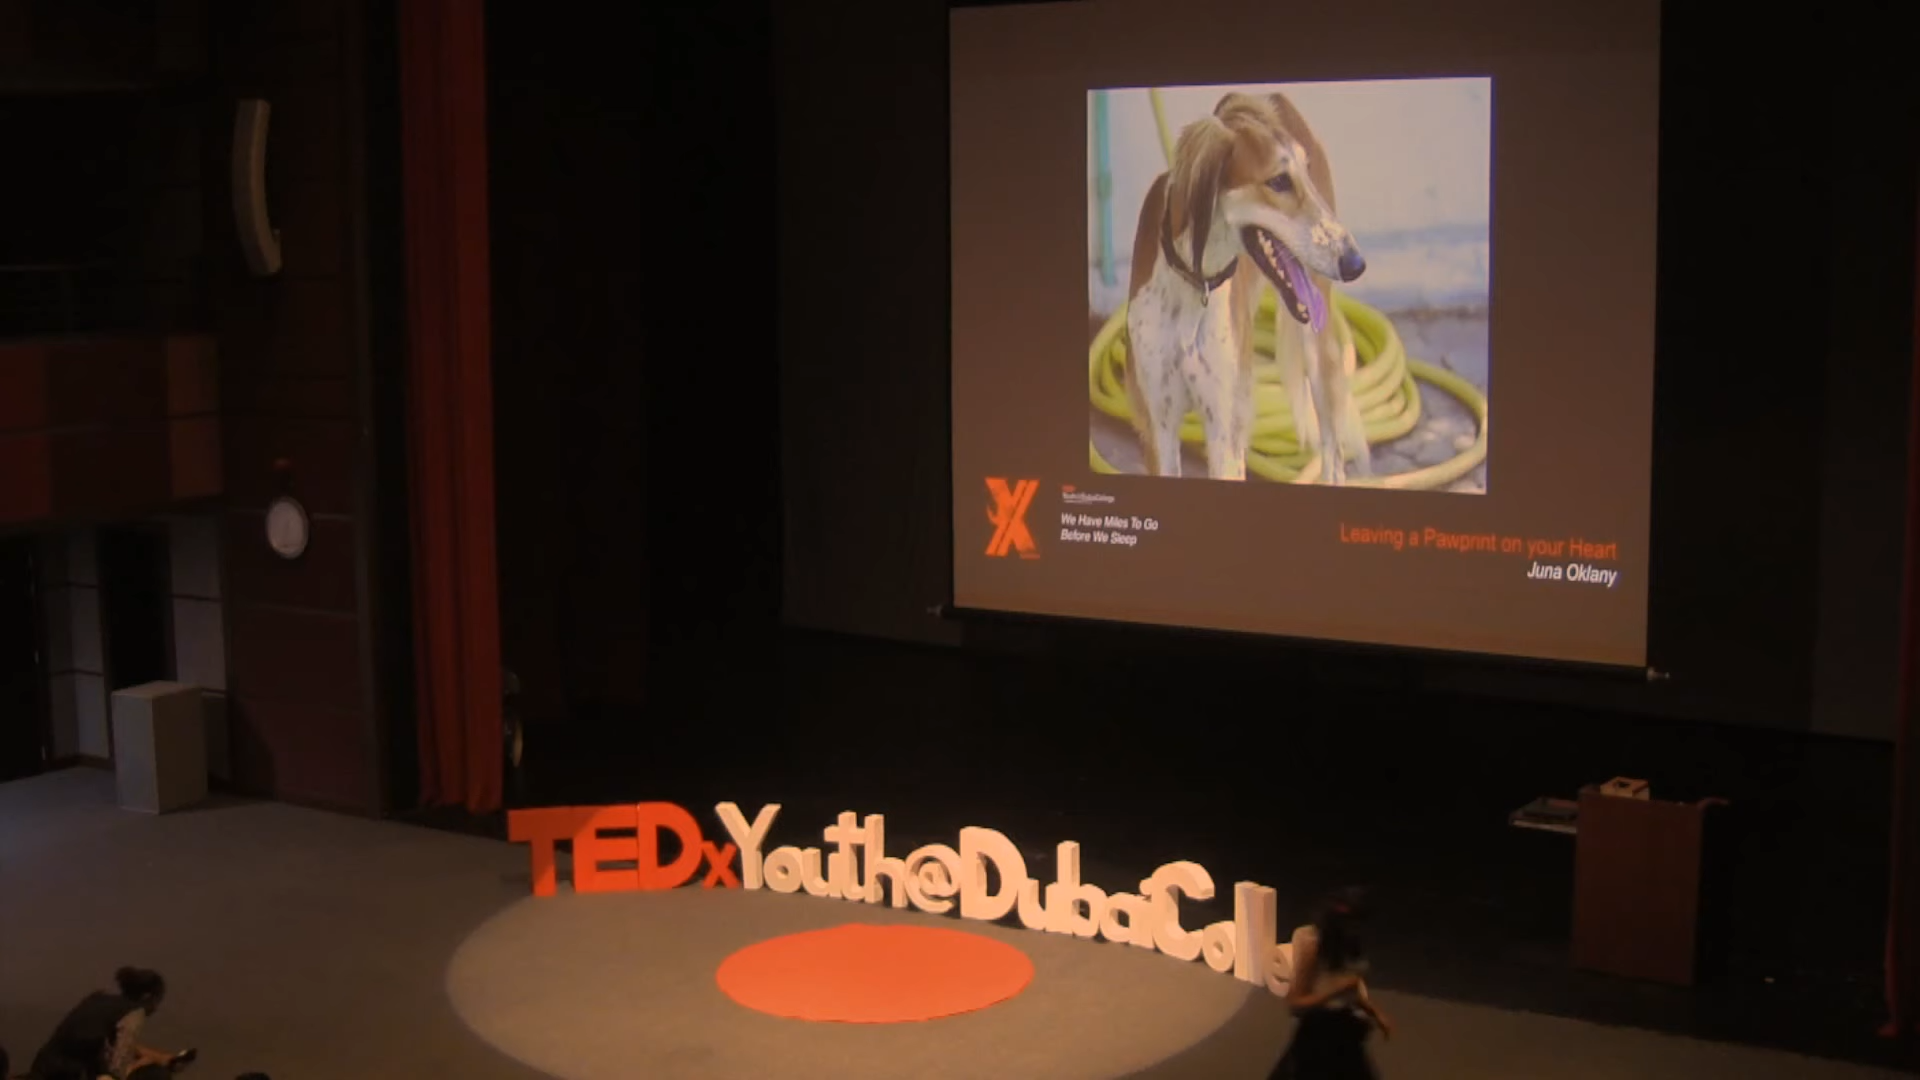 We Have Miles To Go
Before We Sleep
Leaving a Pawprint on your Heart
Juna Oklany
TEDxYouth@DubaiColle